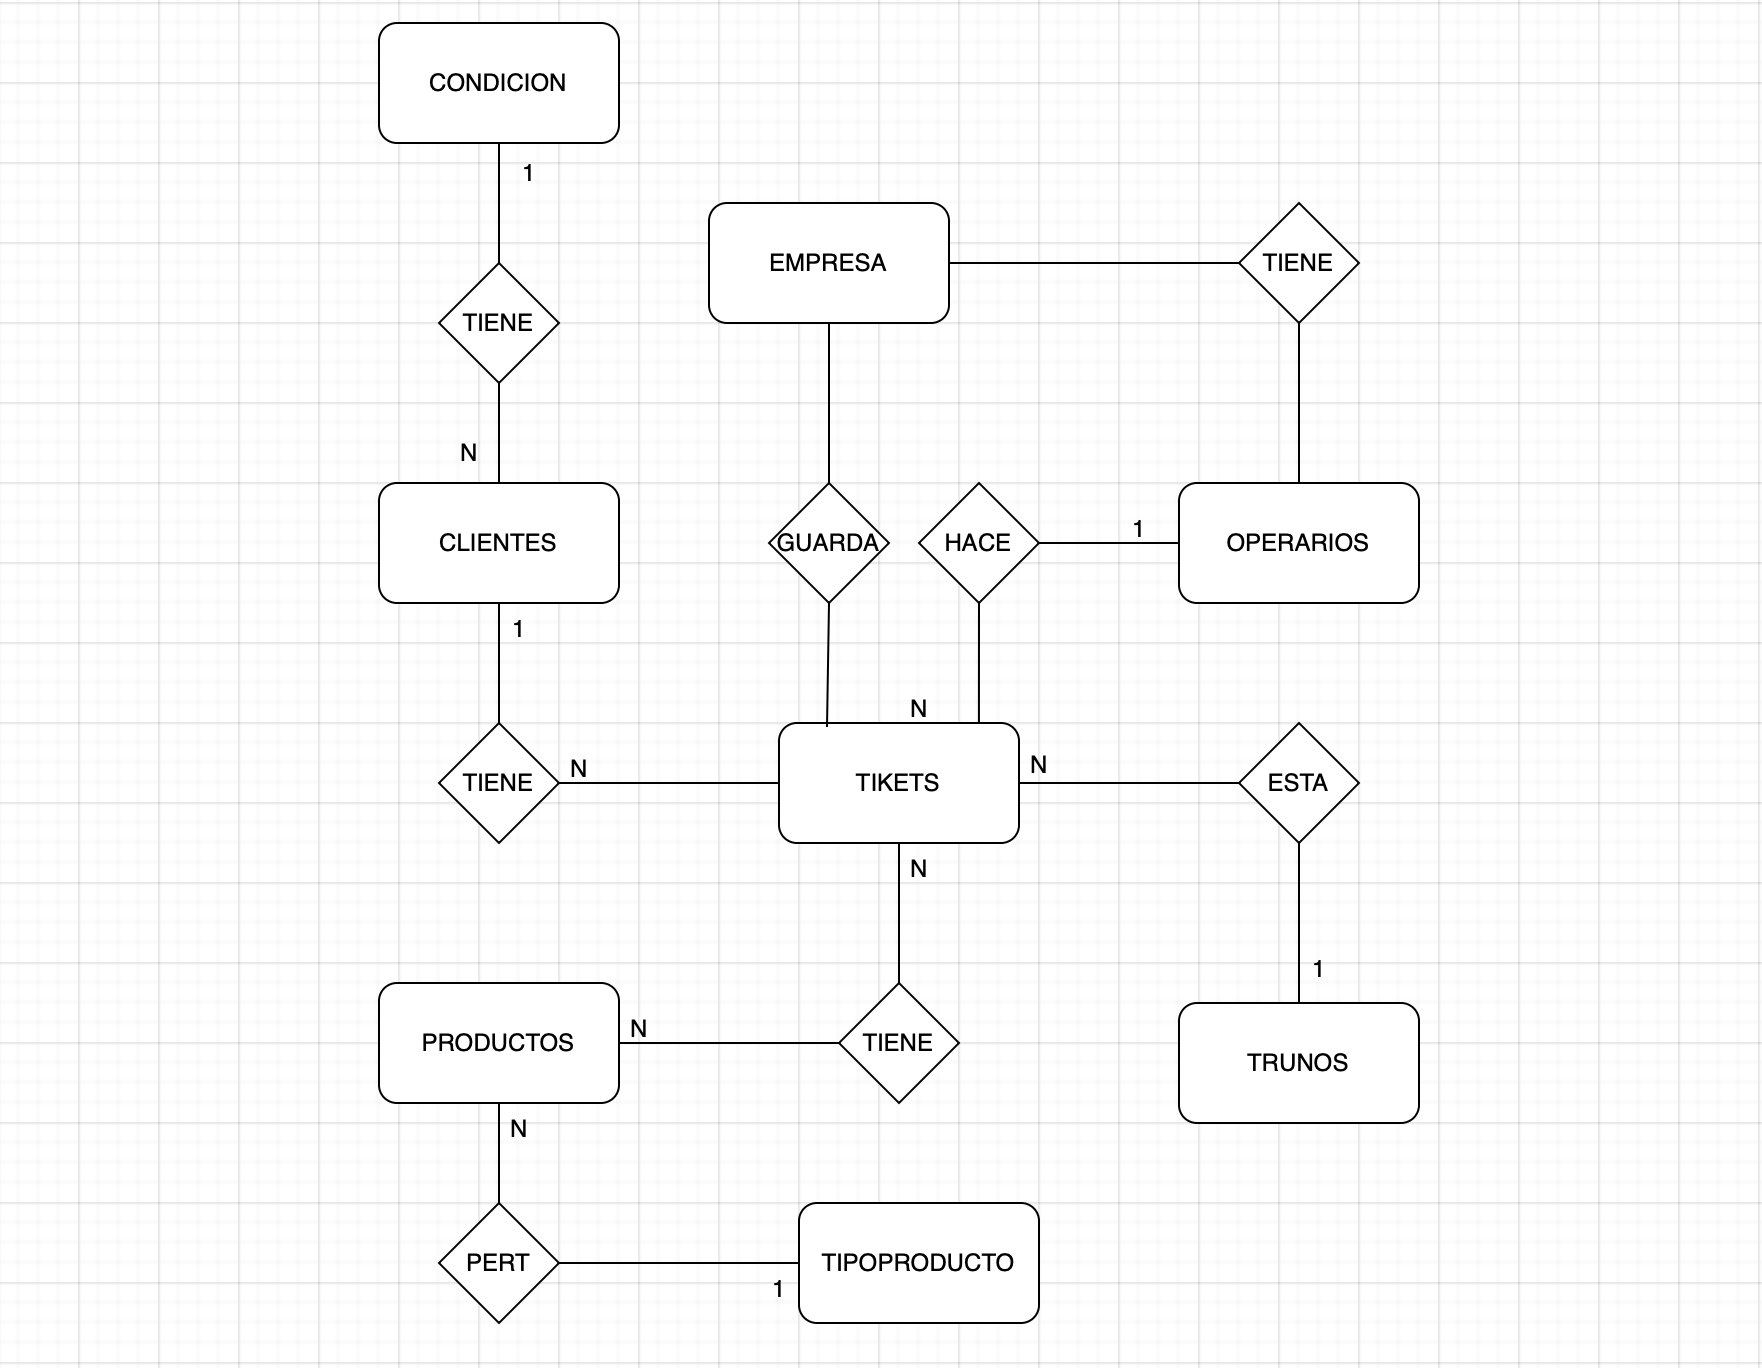 CONDICION
1
EMPRESA
TIENE
TIENE
N
CLIENTES
GUARDA
HACE
1
OPERARIOS
1
N
TIENE
N
TIKETS
N
ESTA
N
1
PRODUCTOS
N
TIENE
TRUNOS
N
PERT
1
TIPOPRODUCTO